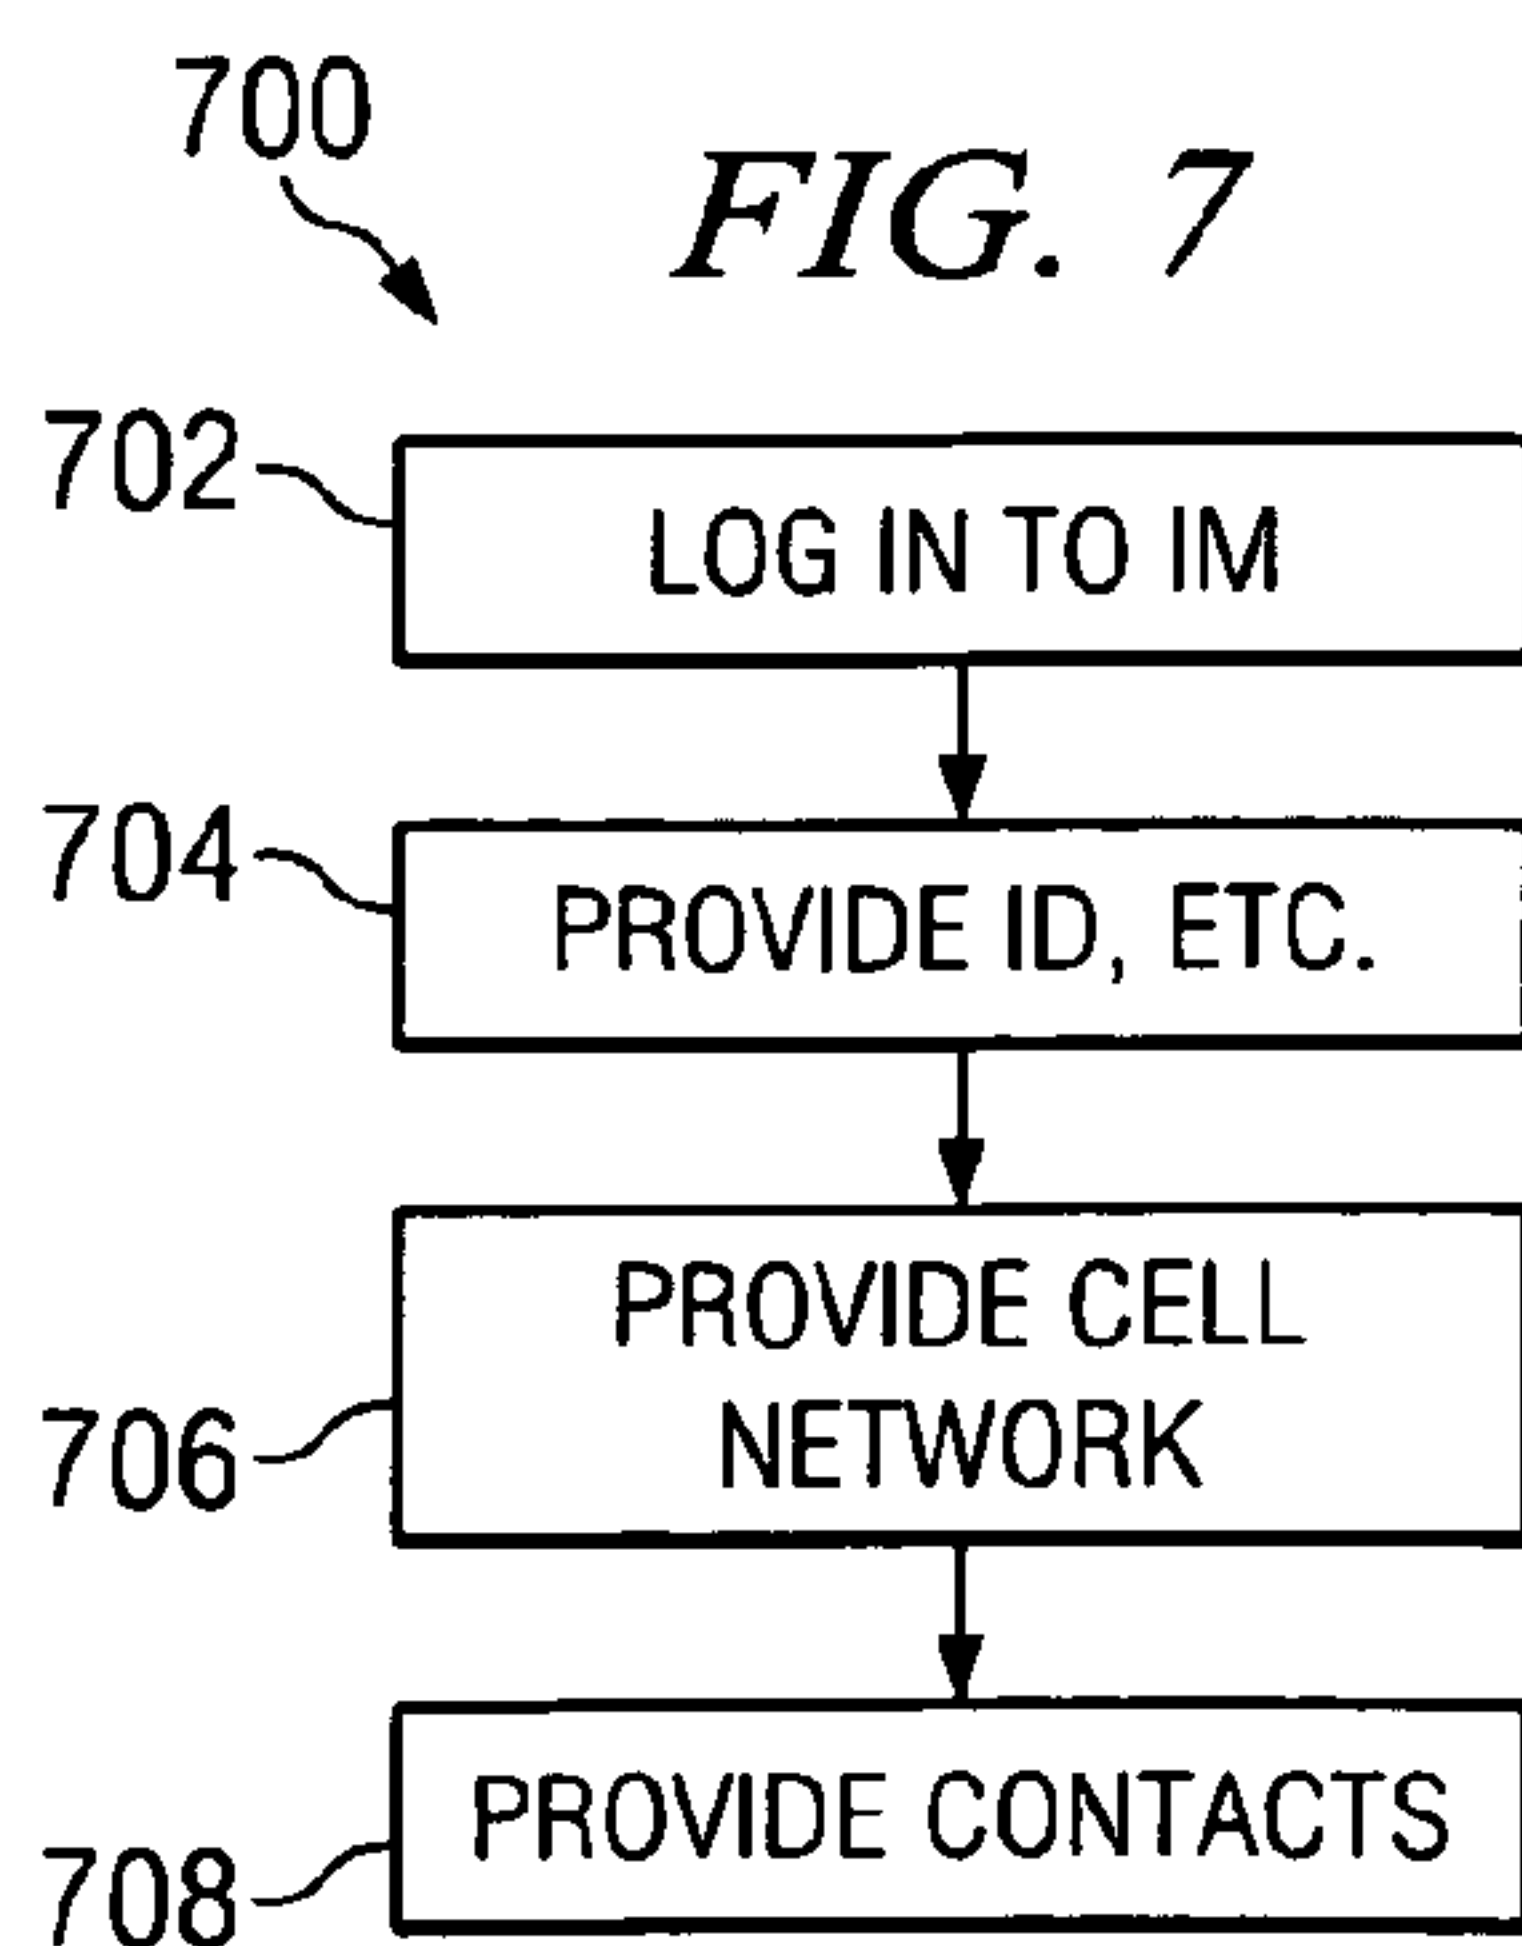 700
FIG. 7
702
LOG IN TO IM
704
PROVIDE ID, ETC.
PROVIDE CELL
NETWORK
706
PROVIDE CONTACTS
708